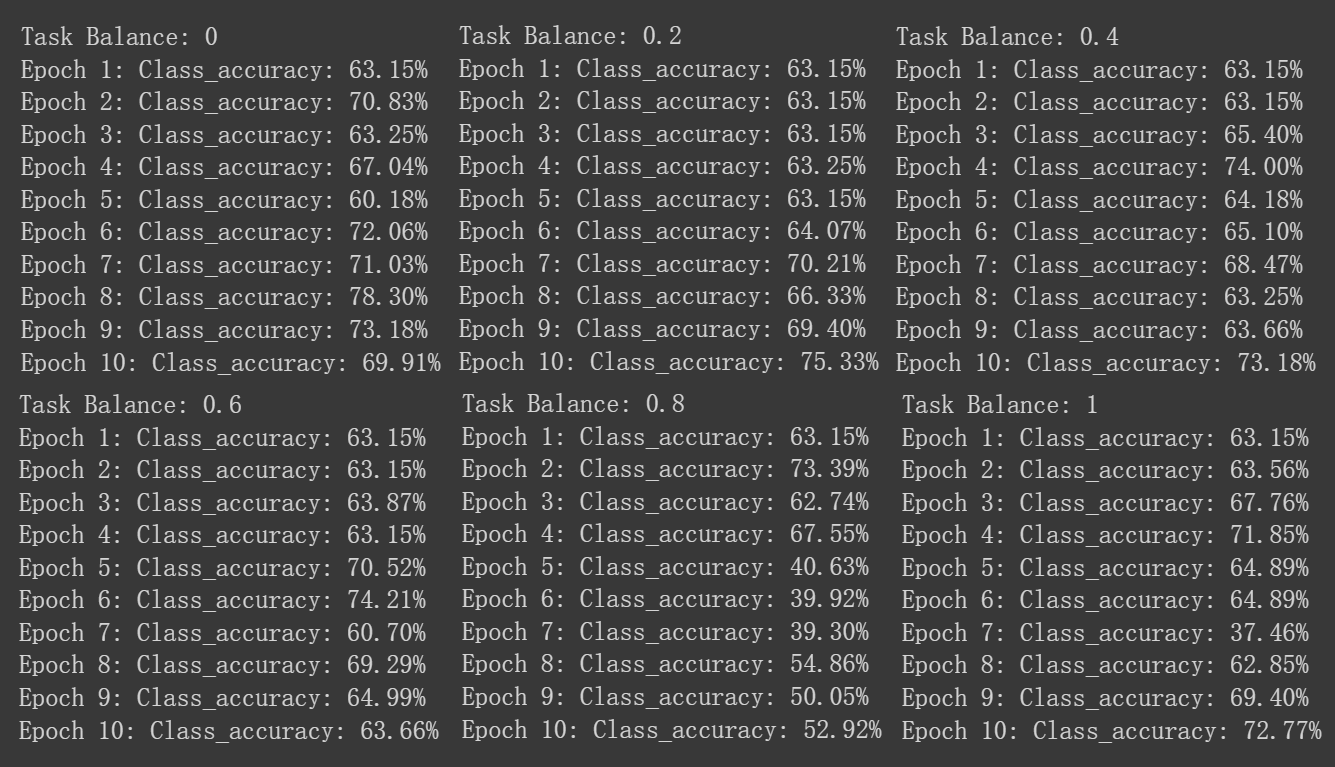 Task Balance: 0
Epoch 1: Class_accuracy: 63.15%
Epoch 2: Class_accuracy: 70.83%
Epoch 3: Class_accuracy: 63.25%
Epoch 4: Class_accuracy: 67.04%
Epoch 5: Class_accuracy: 60.18%
Epoch 6: Class_accuracy: 72.06%
Epoch 7: Class_accuracy: 71.03%
Epoch 8: Class_accuracy: 78.30%
Epoch 9: Class_accuracy: 73.18%
Epoch 10: Class_accuracy: 69.91%
Task Balance: 0.2
Epoch 1: Class_accuracy: 63.15%
Epoch 2: Class_accuracy: 63.15%
Epoch 3: Class_accuracy: 63.15%
Epoch 4: Class_accuracy: 63.25%
Epoch 5: Class_accuracy: 63.15%
Epoch 6: Class_accuracy: 64.07%
Epoch 7: Class_accuracy: 70.21%
Epoch 8: Class_accuracy: 66.33%
Epoch 9: Class_accuracy: 69.40%
Epoch 10: Class_accuracy: 75.33%
Task Balance: 0.4
Epoch 1: Class_accuracy: 63.15%
Epoch 2: Class_accuracy: 63.15%
Epoch 3: Class_accuracy: 65.40%
Epoch 4: Class_accuracy: 74.00%
Epoch 5: Class_accuracy: 64.18%
Epoch 6: Class_accuracy: 65.10%
Epoch 7: Class_accuracy: 68.47%
Epoch 8: Class_accuracy: 63.25%
Epoch 9: Class_accuracy: 63.66%
Epoch 10: Class_accuracy: 73.18%
Task Balance: 0.6
Epoch 1: Class_accuracy: 63.15%
Epoch 2: Class_accuracy: 63.15%
Epoch 3: Class_accuracy: 63.87%
Epoch 4: Class_accuracy: 63.15%
Epoch 5: Class_accuracy: 70.52%
Epoch 6: Class_accuracy: 74.21%
Epoch 7: Class_accuracy: 60.70%
Epoch 8: Class_accuracy: 69.29%
Epoch 9: Class_accuracy: 64.99%
Epoch 10: Class_accuracy: 63.66%
Task Balance: 0.8
Epoch 1: Class_accuracy: 63.15%
Epoch 2: Class_accuracy: 73.39%
Epoch 3: Class_accuracy: 62.74%
Epoch 4: Class_accuracy: 67.55%
Epoch 5: Class_accuracy: 40.63%
Epoch 6: Class_accuracy: 39.92%
Epoch 7: Class_accuracy: 39.30%
Epoch 8: Class_accuracy: 54.86%
Epoch 9: Class_accuracy: 50.05%
Epoch 10: Class_accuracy: 52.92%
Task Balance: 1
Epoch 1: Class_accuracy: 63.15%
Epoch 2: Class_accuracy: 63.56%
Epoch 3: Class_accuracy: 67.76%
Epoch 4: Class_accuracy: 71.85%
Epoch 5: Class_accuracy: 64.89%
Epoch 6: Class_accuracy: 64.89%
Epoch 7: Class_accuracy: 37.46%
Epoch 8: Class_accuracy: 62.85%
Epoch 9: Class_accuracy: 69.40%
Epoch 10: Class_accuracy: 72.77%